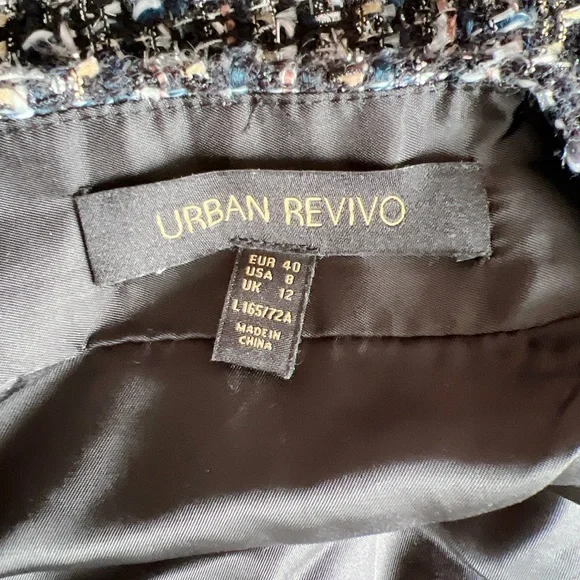 URBAN REVIVO
EUR 40
USA 8
UK 12
L165/72A
MADE IN
CHINA